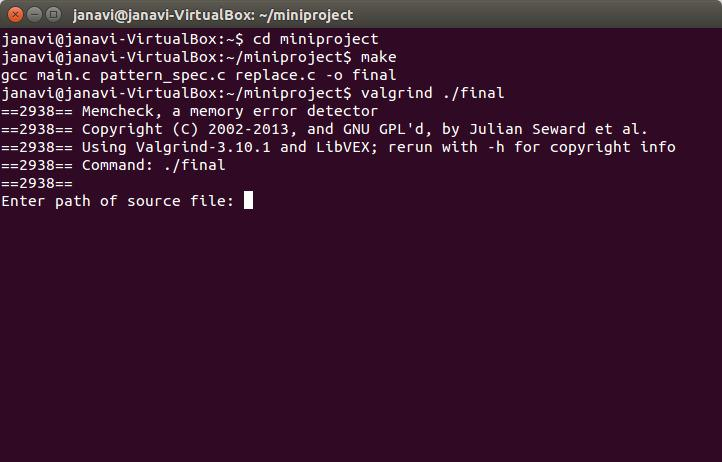 janavi@janavi-VirtualBox: ~/miniproject
janavi@janavi-VirtualBox:~$ cd miniproject
janavi@janavi-VirtualBox:~/miniproject$ make
gcc main.c pattern_spec.c replace.c -o final
janavi@janavi-VirtualBox:~/miniproject$ valgrind ./final
==2938== Memcheck, a memory error detector
==2938== Copyright (C) 2002-2013, and GNU GPL'd, by Julian Seward et al.
==2938== Using Valgrind-3.10.1 and LibVEX; rerun with -h for copyright info
==2938== Command: ./final
==2938==
Enter path of source file: